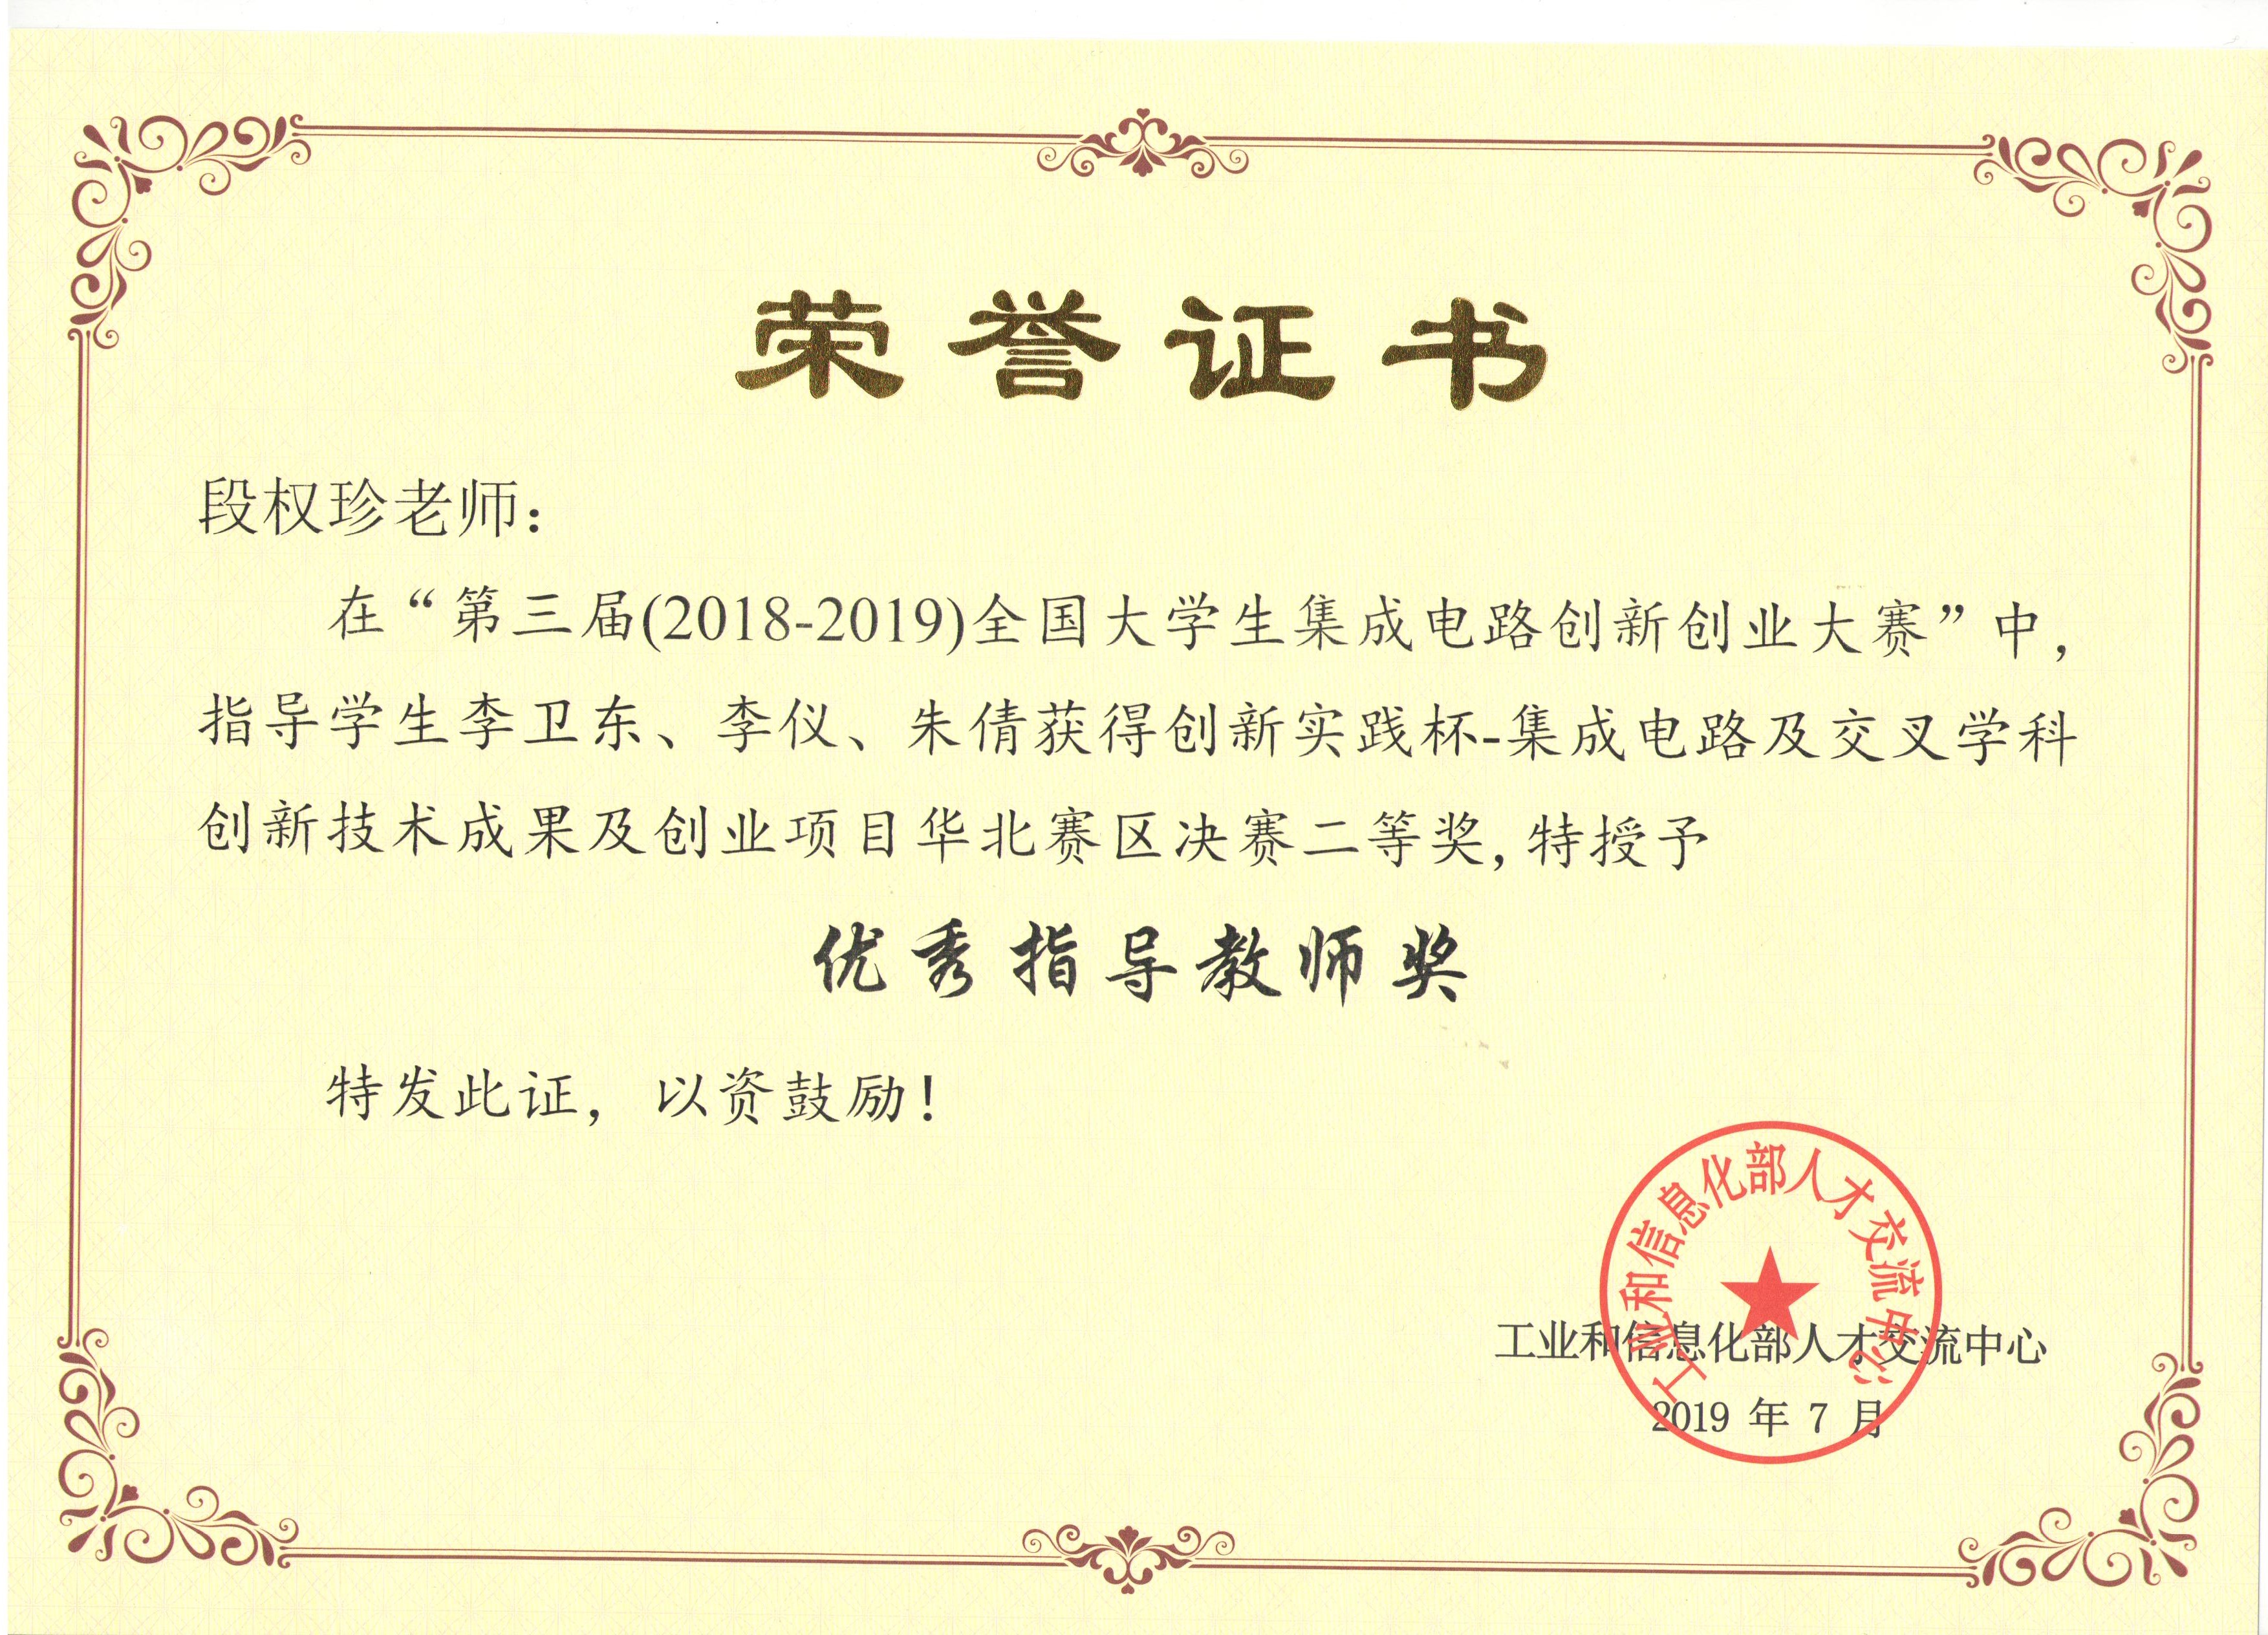 荣誉证书
段权珍老师：
在“第三届(2018-2019)全国大学生集成电路创新创业大赛”中，
指导学生李卫东、李仪、朱倩获得创新实践杯-集成电路及交叉学科
创新技术成果及创业项目华北赛区决赛二等奖,特授予
优秀指导教师奖
特发此证，以资鼓励！
工业和信息化部人才交流中心
工业和信息化部人才交流中心
2019 年 7 月